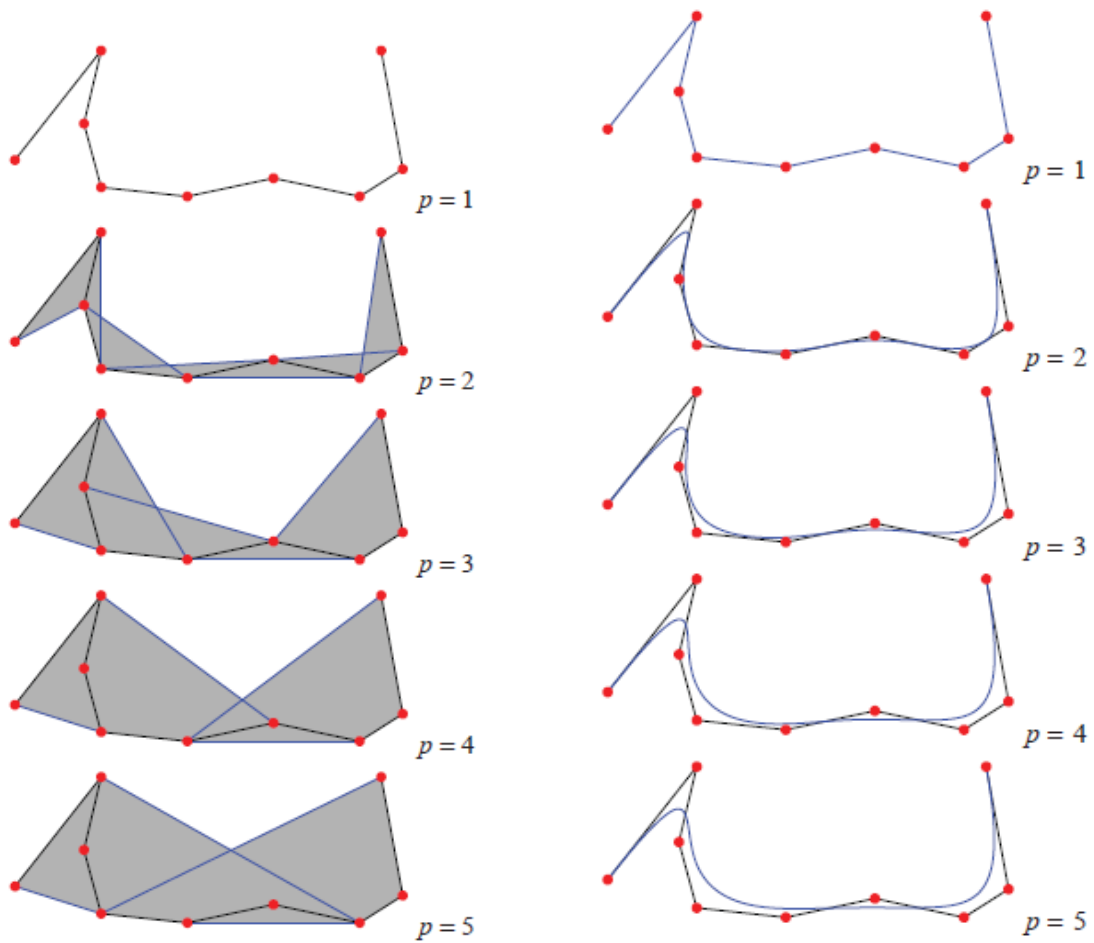 p = 1
p = 2
p = 3
p = 4
p = 5
p = 1
p = 2
p = 3
p = 4
p = 5